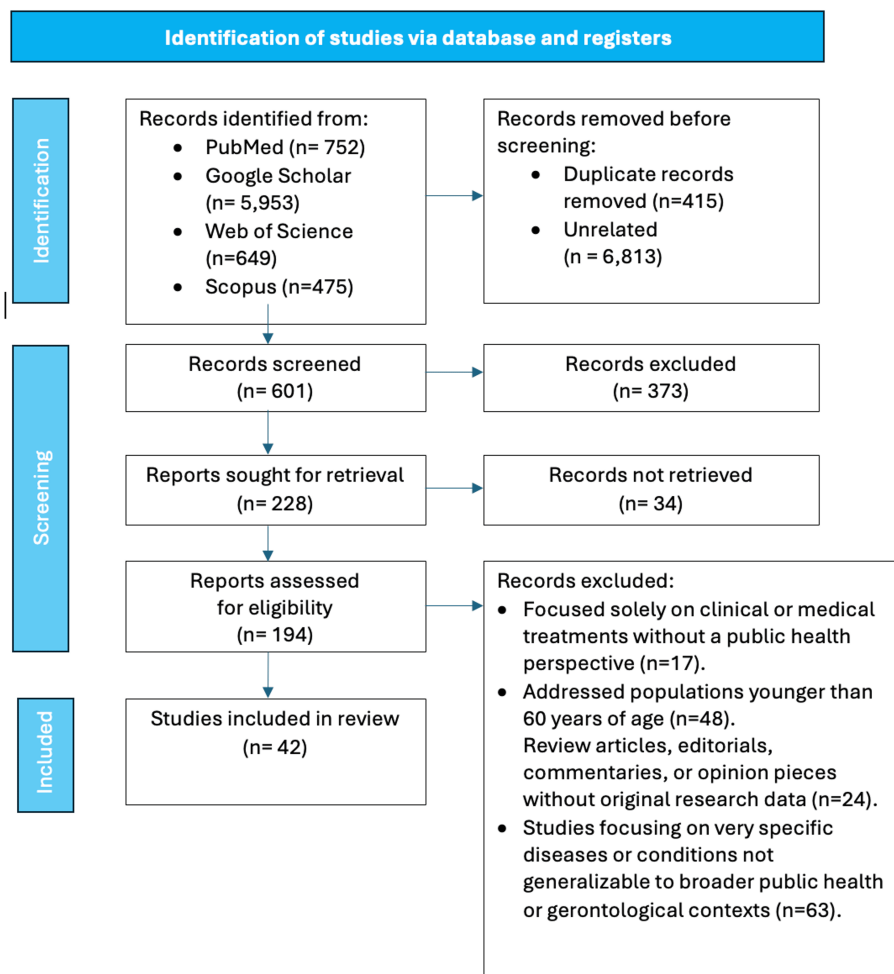 Identification of studies via database and registers
Identification
Records identified from:
• PubMed (n= 752)
• Google Scholar
(n= 5,953)
• Web of Science
(n=649)
• Scopus (n=475)
Records removed before
screening:
• Duplicate records
removed (n=415)
• Unrelated
(n = 6,813)
Screening
Records screened
(n= 601)
Records excluded
(n= 373)
Reports sought for retrieval
(n= 228)
Records not retrieved
(n= 34)
Reports assessed
for eligibility
(n= 194)
Records excluded:
• Focused solely on clinical or medical
treatments without a public health
perspective (n=17).
• Addressed populations younger than
60 years of age (n=48).
Review articles, editorials,
commentaries, or opinion pieces
without original research data (n=24).
• Studies focusing on very specific
diseases or conditions not
generalizable to broader public health
or gerontological contexts (n=63).
Included
Studies included in review
(n= 42)